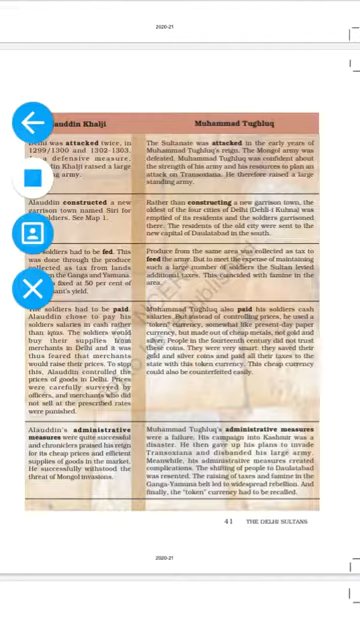 2020-21
Alauddin Khalji
Muhammad Tughluq
Delhi was attacked twice, in
1299/1300 and 1302-1303.
a defensive measure,
din Khalji raised a large
ng army.
The Sultanate was attacked in the early years of
Muhammad Tughluq's reign. The Mongol army was
defeated. Muhammad Tughluq was confident about
the strength of his army and his resources to plan an
attack on Transoxiana. He therefore raised a large
standing army.
Alauddin constructed a new
garrison town named Siri for
ldiers. See Map 1.
Rather than constructing a new garrison town, the
oldest of the four cities of Delhi (Dehli-i Kuhna) was
emptied of its residents and the soldiers garrisoned
there. The residents of the old city were sent to the
new capital of Daulatabad in the south.
soldiers had to be fed. This
was done through the produce
collected as tax from lands
in the Ganga and Yamuna.
s fixed at 50 per cent of
ant's yield.
Produce from the same area was collected as tax to
feed the army. But to meet the expense of maintaining
such a large number of soldiers the Sultan levied
additional taxes. This coincided with famine in the
area.
soldiers had to be paid.
Alauddin chose to pay his
soldiers salaries in cash rather
than iqtas. The soldiers would
buy their supplies from
merchants in Delhi and it was
thus feared that merchants
would raise their prices. To stop
this, Alauddin controlled the
prices of goods in Delhi. Prices
were carefully surveyed by
officers, and merchants who did
not sell at the prescribed rates
were punished.
Muhammad Tughluq also paid his soldiers cash
salaries. But instead of controlling prices, he used a
"token" currency, somewhat like present-day paper
currency, but made out of cheap metals, not gold and
silver. People in the fourteenth century did not trust
these coins. They were very smart: they saved their
gold and silver coins and paid all their taxes to the
state with this token currency. This cheap currency
could also be counterfeited easily.
Alauddin's administrative
measures were quite successful
and chroniclers praised his reign
for its cheap prices and efficient
supplies of goods in the market.
He successfully withstood the
threat of Mongol invasions.
Muhammad Tughluq's administrative measures
were a failure. His campaign into Kashmir was a
disaster. He then gave up his plans to invade
Transoxiana and disbanded his large army.
Meanwhile, his administrative measures created
complications. The shifting of people to Daulatabad
was resented. The raising of taxes and famine in the
Ganga-Yamuna belt led to widespread rebellion. And
finally, the "token" currency had to be recalled.
41 THE DELHI SULTANS
2020-21